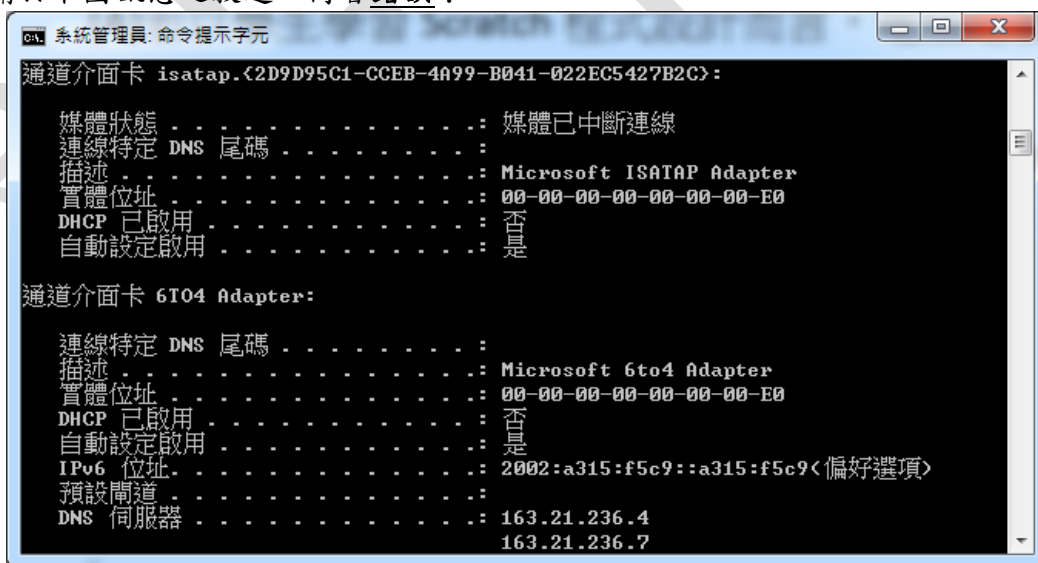 系統管理員: 命令提示字元
通道介面卡 isatap.{2D9D95C1-CCEB-4A99-B041-022EC5427B2C}:
媒體狀態 . . . . . . . . . . . . .: 媒體已中斷連線
連線特定 DNS 尾碼 . . . . . . . . :
描述 . . . . . . . . . . . . . . .: Microsoft ISATAP Adapter
實體位址 . . . . . . . . . . . . .: 00-00-00-00-00-00-00-E0
DHCP 已啟用 . . . . . . . . . . . : 否
自動設定啟用 . . . . . . . . . . .: 是
通道介面卡 6TO4 Adapter:
連線特定 DNS 尾碼 . . . . . . . . :
描述 . . . . . . . . . . . . . . .: Microsoft 6to4 Adapter
實體位址 . . . . . . . . . . . . .: 00-00-00-00-00-00-00-E0
DHCP 已啟用 . . . . . . . . . . . : 否
自動設定啟用 . . . . . . . . . . .: 是
IPv6 位址. . . . . . . . . . . . .: 2002:a315:f5c9::a315:f5c9(偏好選項)
預設閘道 . . . . . . . . . . . . .:
DNS 伺服器 . . . . . . . . . . . .: 163.21.236.4
163.21.236.7